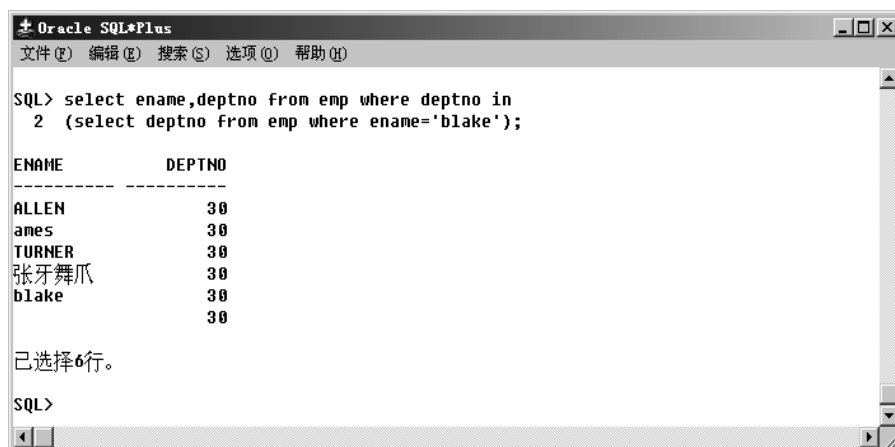 Oracle SQL*Plus
文件(F) 编辑(E) 搜索(S) 选项(O) 帮助(H)
SQL> select ename,deptno from emp where deptno in
2 (select deptno from emp where ename='blake');
ENAME DEPTNO
---------- ----------
ALLEN 30
ames 30
TURNER 30
张牙舞爪 30
blake 30
30
已选择6行。
SQL>